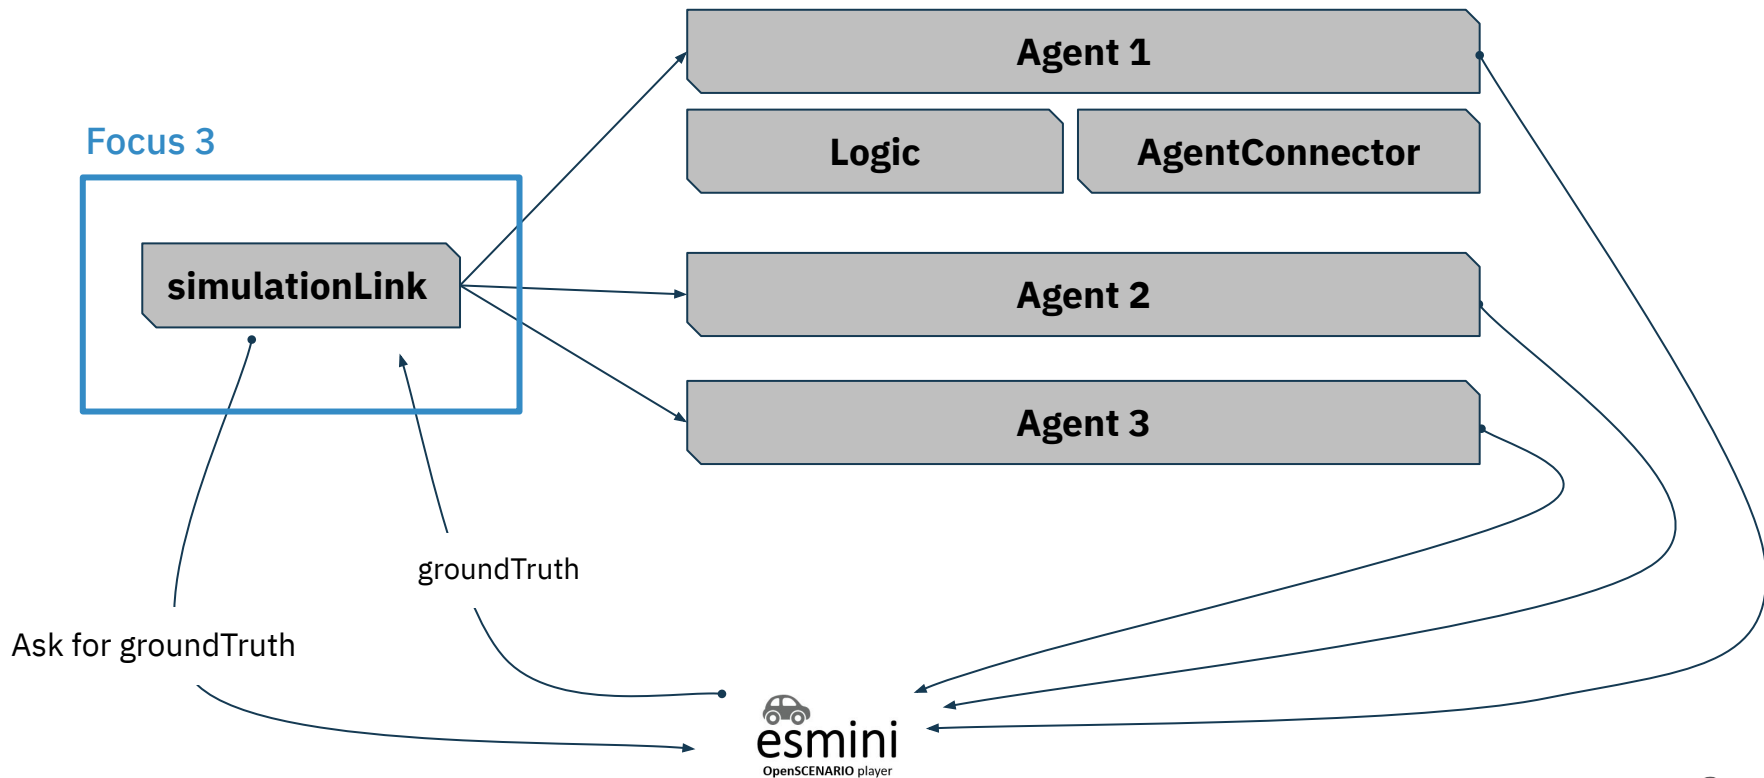 Agent 1
Focus 3
Logic
AgentConnector
simulationLink
Agent 2
Agent 3
groundTruth
Ask for groundTruth
esmini
OpenSCENARIO player